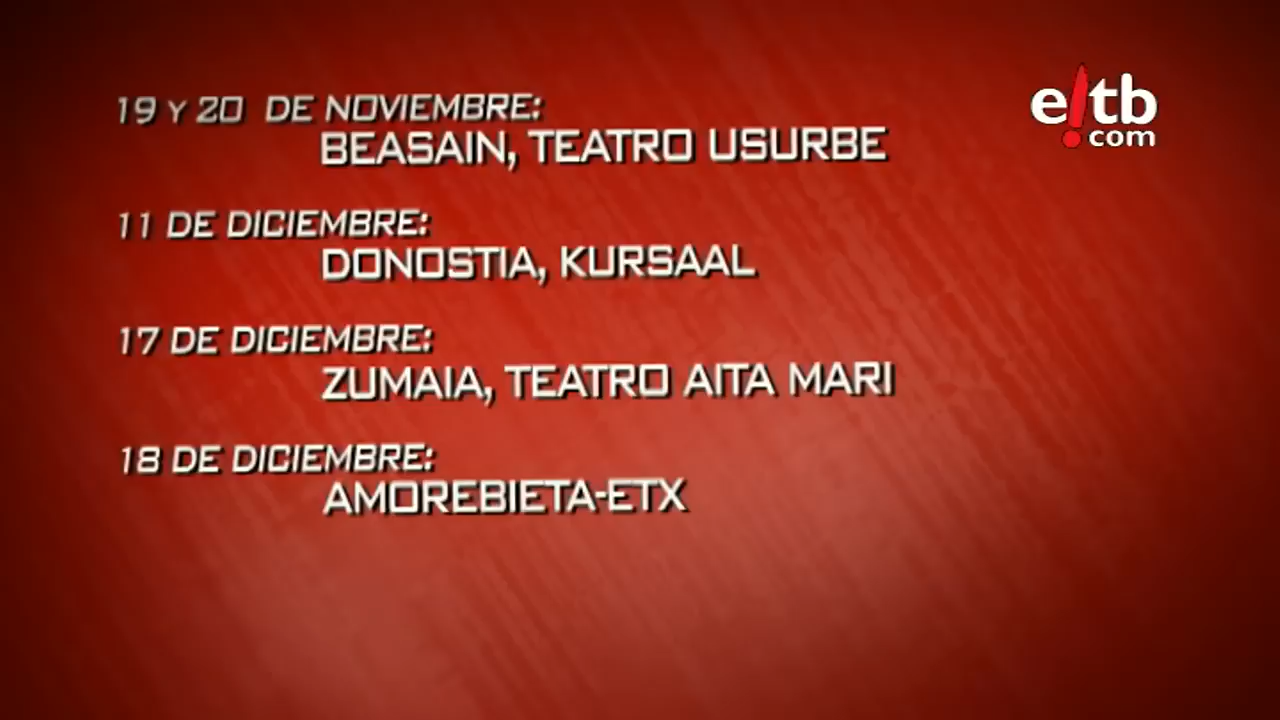 19 Y 20 DE NOVIEMBRE:
BEASAIN, TEATRO USURBE
11 DE DICIEMBRE:
DONOSTIA, KURSAAL
17 DE DICIEMBRE:
ZUMAIA, TEATRO AITA MARI
18 DE DICIEMBRE:
AMOREBIETA-ETX
e!tb
com